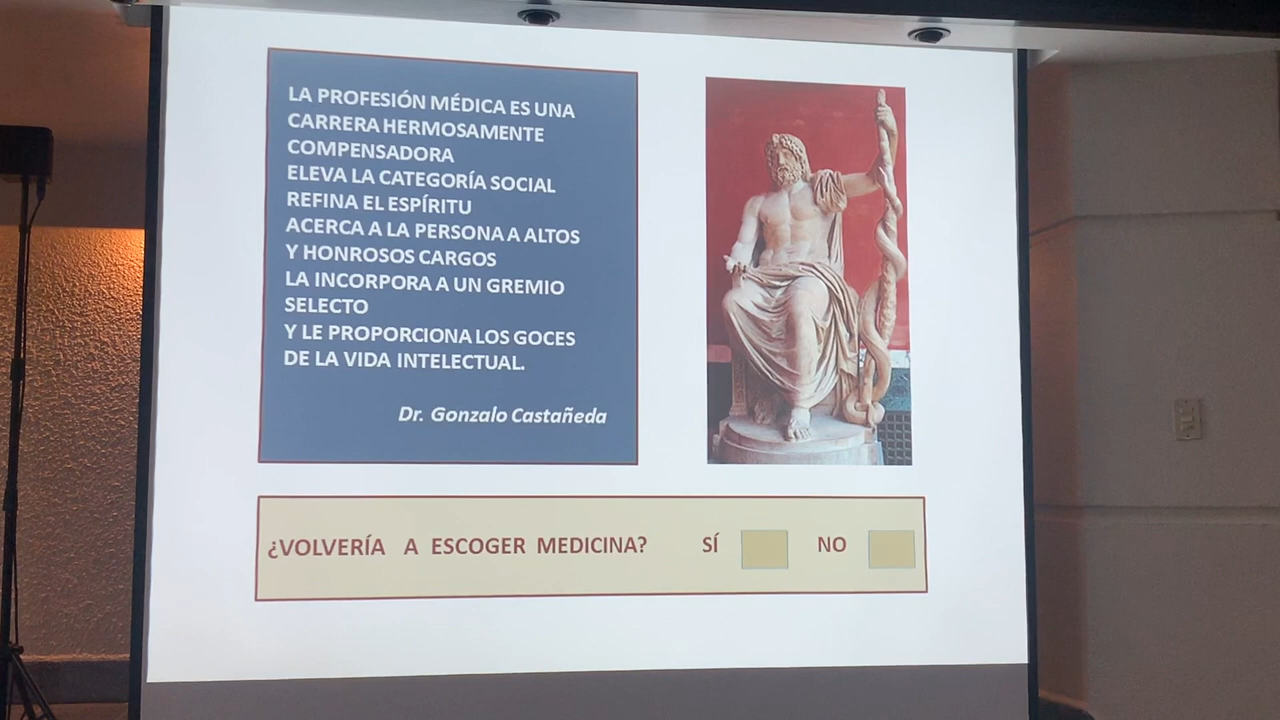 LA PROFESIÓN MÉDICA ES UNA
CARRERA HERMOSAMENTE
COMPENSADORA
ELEVA LA CATEGORÍA SOCIAL
REFINA EL ESPÍRITU
ACERCA A LA PERSONA A ALTOS
Y HONROSOS CARGOS
LA INCORPORA A UN GREMIO
SELECTO
Y LE PROPORCIONA LOS GOCES
DE LA VIDA INTELECTUAL.
Dr. Gonzalo Castañeda
¿VOLVERÍA A ESCOGER MEDICINA? SÍ NO